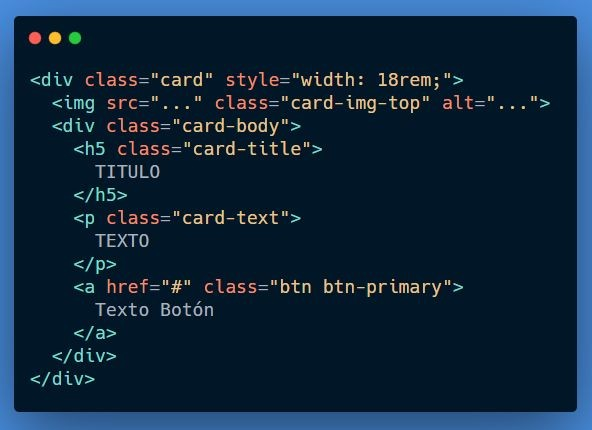 <div class="card" style="width: 18rem;">
<img src="..." class="card-img-top" alt="...">
<div class="card-body">
<h5 class="card-title">
TITULO
</h5>
<p class="card-text">
TEXTO
</p>
<a href="#" class="btn btn-primary">
Texto Botón
</a>
</div>
</div>